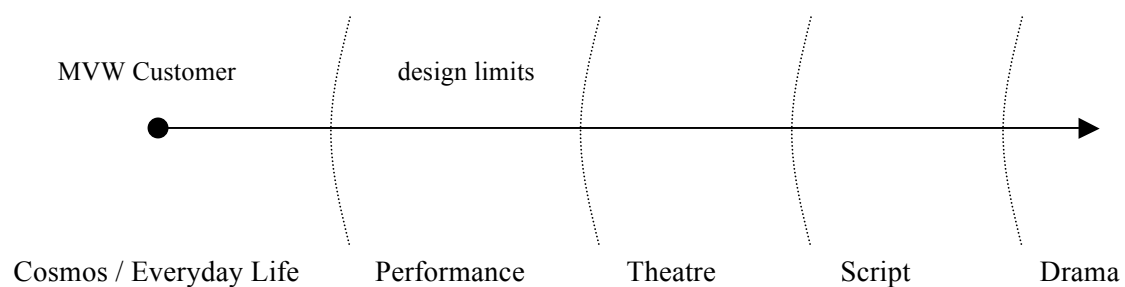 MVW Customer design limits
Cosmos / Everyday Life Performance Theatre Script Drama